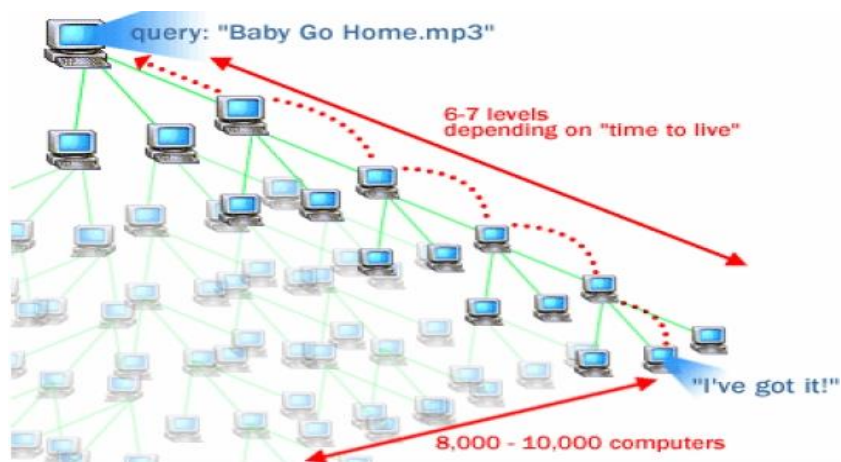 query: "Baby Go Home.mp3"
6-7 levels
depending on "time to live"
"I've got it!"
8,000 - 10,000 computers